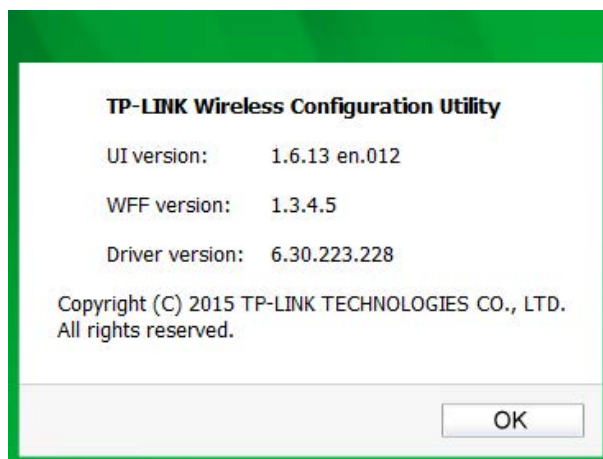 TP-LINK Wireless Configuration Utility
UI version: 1.6.13 en.012
WFF version: 1.3.4.5
Driver version: 6.30.223.228
Copyright (C) 2015 TP-LINK TECHNOLOGIES CO., LTD.
All rights reserved.
OK